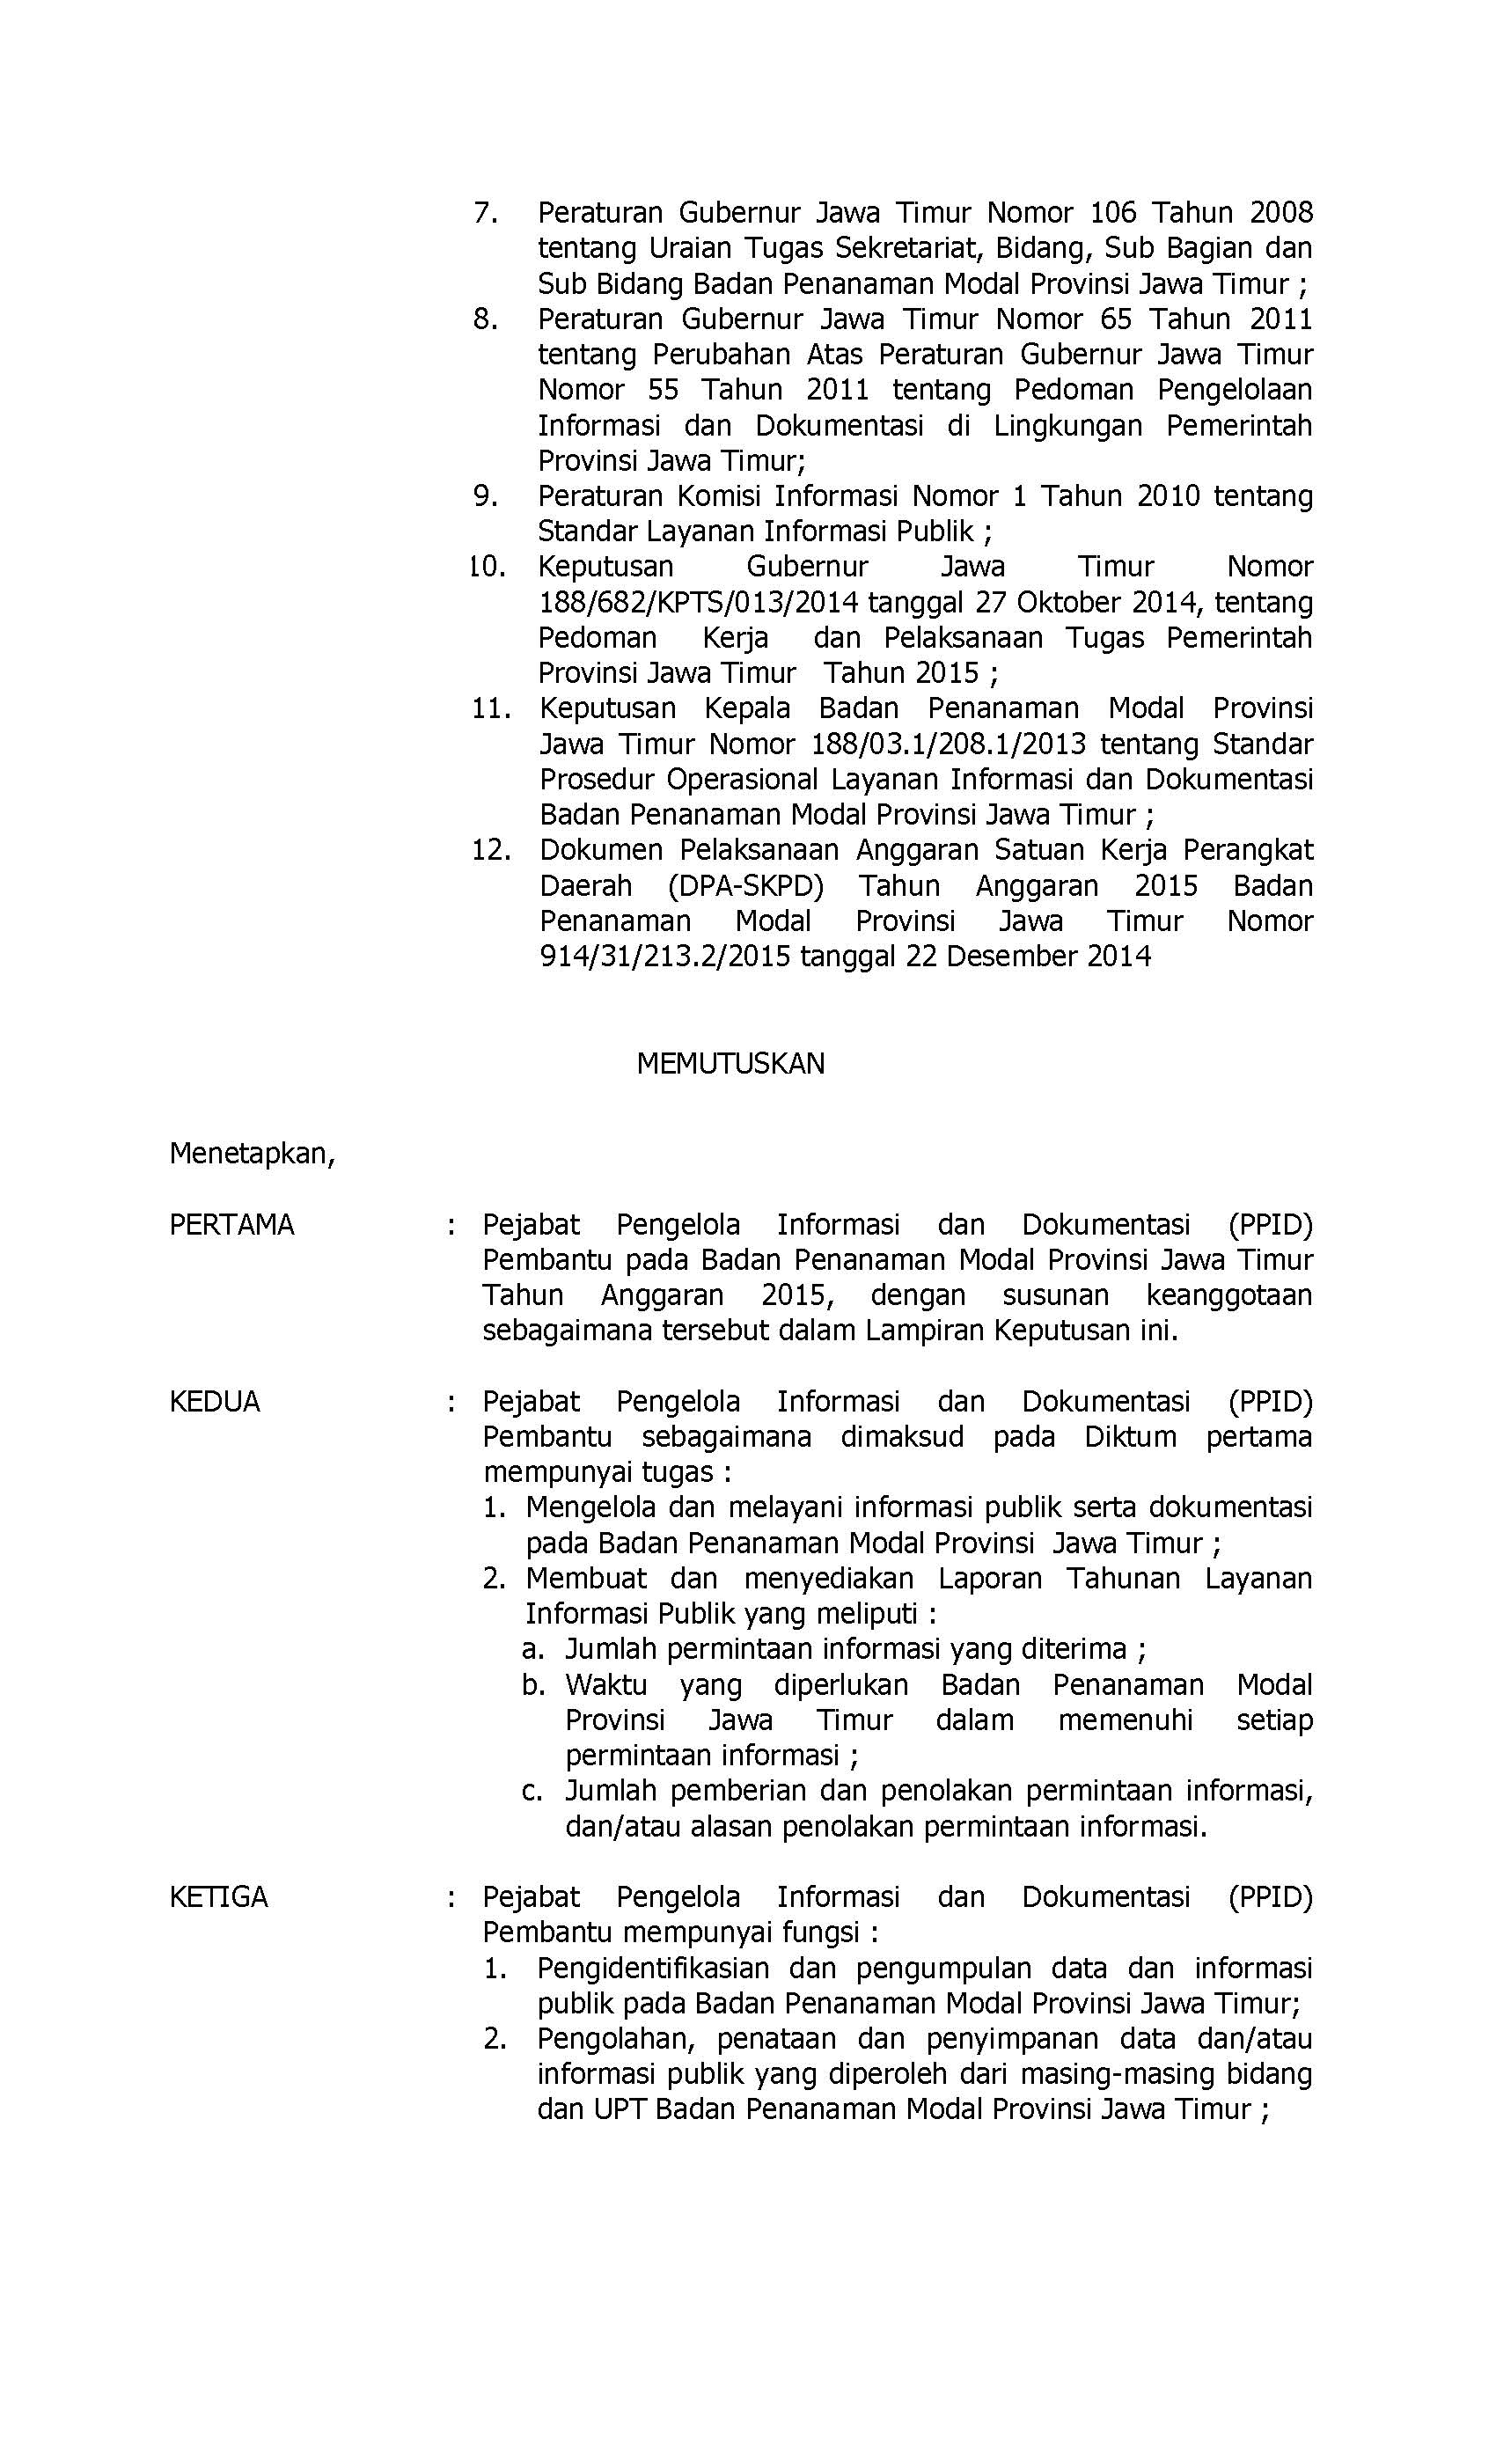 7. Peraturan Gubernur Jawa Timur Nomor 106 Tahun 2008
tentang Uraian Tugas Sekretariat, Bidang, Sub Bagian dan
Sub Bidang Badan Penanaman Modal Provinsi Jawa Timur ;
8. Peraturan Gubernur Jawa Timur Nomor 65 Tahun 2011
tentang Perubahan Atas Peraturan Gubernur Jawa Timur
Nomor 55 Tahun 2011 tentang Pedoman Pengelolaan
Informasi dan Dokumentasi di Lingkungan Pemerintah
Provinsi Jawa Timur;
9. Peraturan Komisi Informasi Nomor 1 Tahun 2010 tentang
Standar Layanan Informasi Publik ;
10. Keputusan Gubernur Jawa Timur Nomor
188/682/KPTS/013/2014 tanggal 27 Oktober 2014, tentang
Pedoman Kerja dan Pelaksanaan Tugas Pemerintah
Provinsi Jawa Timur Tahun 2015 ;
11. Keputusan Kepala Badan Penanaman Modal Provinsi
Jawa Timur Nomor 188/03.1/208.1/2013 tentang Standar
Prosedur Operasional Layanan Informasi dan Dokumentasi
Badan Penanaman Modal Provinsi Jawa Timur ;
12. Dokumen Pelaksanaan Anggaran Satuan Kerja Perangkat
Daerah (DPA-SKPD) Tahun Anggaran 2015 Badan
Penanaman Modal Provinsi Jawa Timur Nomor
914/31/213.2/2015 tanggal 22 Desember 2014
MEMUTUSKAN
Menetapkan,
PERTAMA : Pejabat Pengelola Informasi dan Dokumentasi (PPID)
Pembantu pada Badan Penanaman Modal Provinsi Jawa Timur
Tahun Anggaran 2015, dengan susunan keanggotaan
sebagaimana tersebut dalam Lampiran Keputusan ini.
KEDUA : Pejabat Pengelola Informasi dan Dokumentasi (PPID)
Pembantu sebagaimana dimaksud pada Diktum pertama
mempunyai tugas :
1. Mengelola dan melayani informasi publik serta dokumentasi
pada Badan Penanaman Modal Provinsi Jawa Timur ;
2. Membuat dan menyediakan Laporan Tahunan Layanan
Informasi Publik yang meliputi :
a. Jumlah permintaan informasi yang diterima ;
b. Waktu yang diperlukan Badan Penanaman Modal
Provinsi Jawa Timur dalam memenuhi setiap
permintaan informasi ;
c. Jumlah pemberian dan penolakan permintaan informasi,
dan/atau alasan penolakan permintaan informasi.
KETIGA : Pejabat Pengelola Informasi dan Dokumentasi (PPID)
Pembantu mempunyai fungsi :
1. Pengidentifikasian dan pengumpulan data dan informasi
publik pada Badan Penanaman Modal Provinsi Jawa Timur;
2. Pengolahan, penataan dan penyimpanan data dan/atau
informasi publik yang diperoleh dari masing-masing bidang
dan UPT Badan Penanaman Modal Provinsi Jawa Timur ;